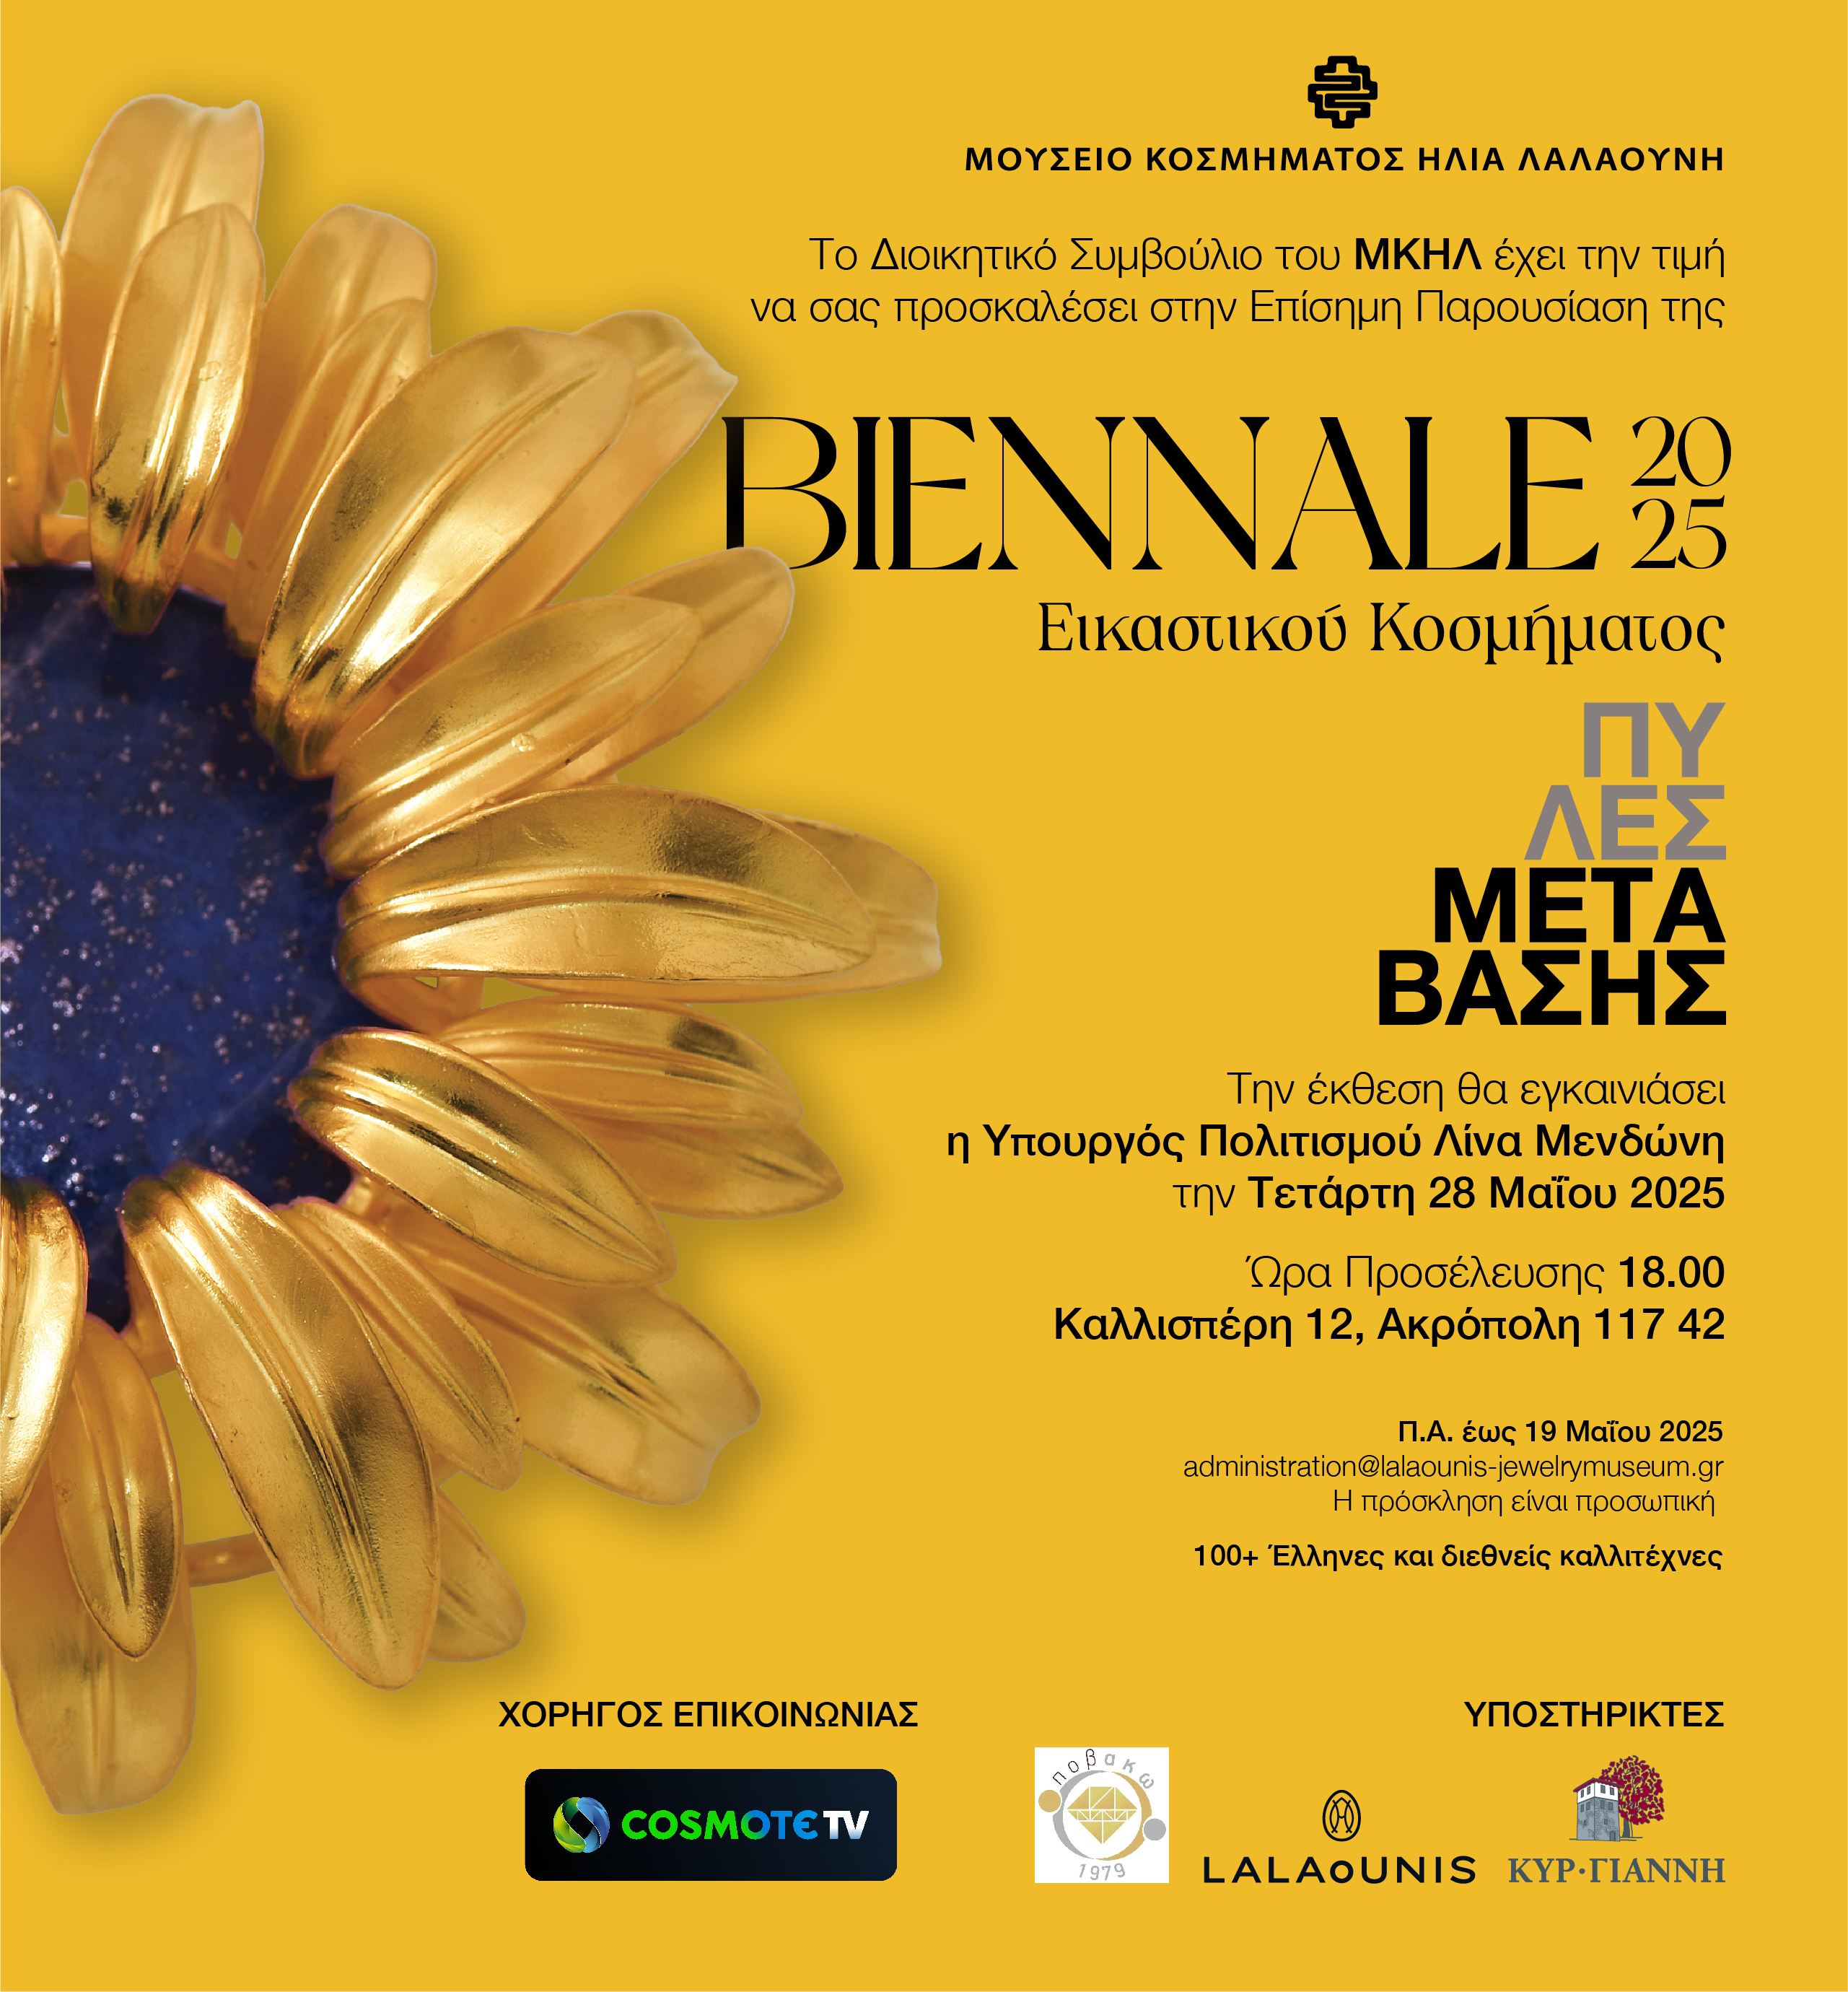 ΜΟΥΣΕΙΟ ΚΟΣΜΗΜΑΤΟΣ ΗΛΙΑ ΛΑΛΑΟΥΝΗ
Το Διοικητικό Συμβούλιο του ΜΚΗΛ έχει την τιμή
να σας προσκαλέσει στην Επίσημη Παρουσίαση της
BIENNALE 20
25
Εικαστικού Κοσμήματος
ΠΥ
ΛΕΣ
ΜΕΤΑ
ΒΑΣΗΣ
Την έκθεση θα εγκαινιάσει
η Υπουργός Πολιτισμού Λίνα Μενδώνη
την Τετάρτη 28 Μαΐου 2025
Ώρα Προσέλευσης 18.00
Καλλισπέρη 12, Ακρόπολη 117 42
Π.Α. έως 19 Μαΐου 2025
administration@lalaounis-jewelrymuseum.gr
Η πρόσκληση είναι προσωπική
100+ Έλληνες και διεθνείς καλλιτέχνες
ΧΟΡΗΓΟΣ ΕΠΙΚΟΙΝΩΝΙΑΣ
COSMOTE TV
ΥΠΟΣΤΗΡΙΚΤΕΣ
ποβακω
1979
LALAoUNIS
ΚΥΡ·ΓΙΑΝΝΗ